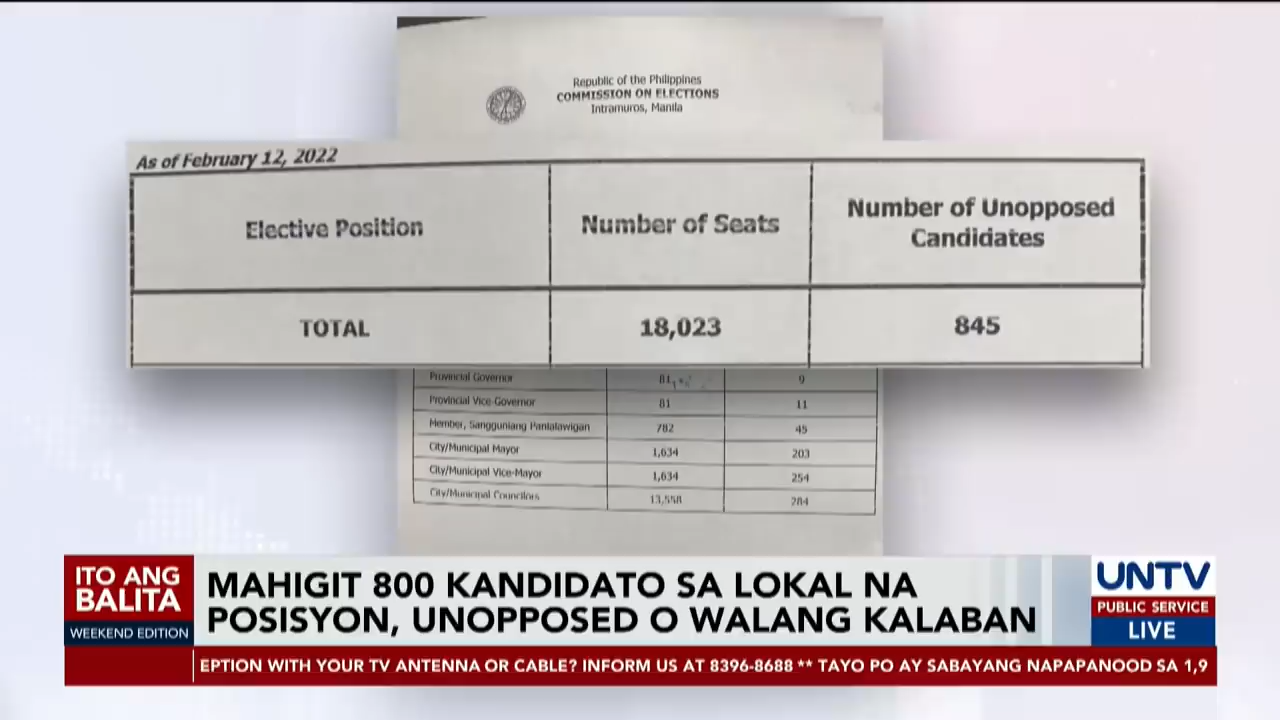 Republic of the Philippines
COMMISSION ON ELECTIONS
Intramuros, Manila
As of February 12, 2022
Elective Position
Number of Seats
Number of Unopposed
Candidates
TOTAL
18,023
845
Provincial Governor
81
9
Provincial Vice-Governor
81
11
Member, Sangguniang Panlalawigan
782
45
City/Municipal Mayor
1,634
203
City/Municipal Vice-Mayor
1,634
254
City/Municipal Councilors
13,558
284
ITO ANG
BALITA
WEEKEND EDITION
MAHIGIT 800 KANDIDATO SA LOKAL NA
POSISYON, UNOPPOSED O WALANG KALABAN
UNTV
PUBLIC SERVICE
LIVE
EPTION WITH YOUR TV ANTENNA OR CABLE? INFORM US AT 8396-8688 ** TAYO PO AY SABAYANG NAPAPANOOD SA 1,9